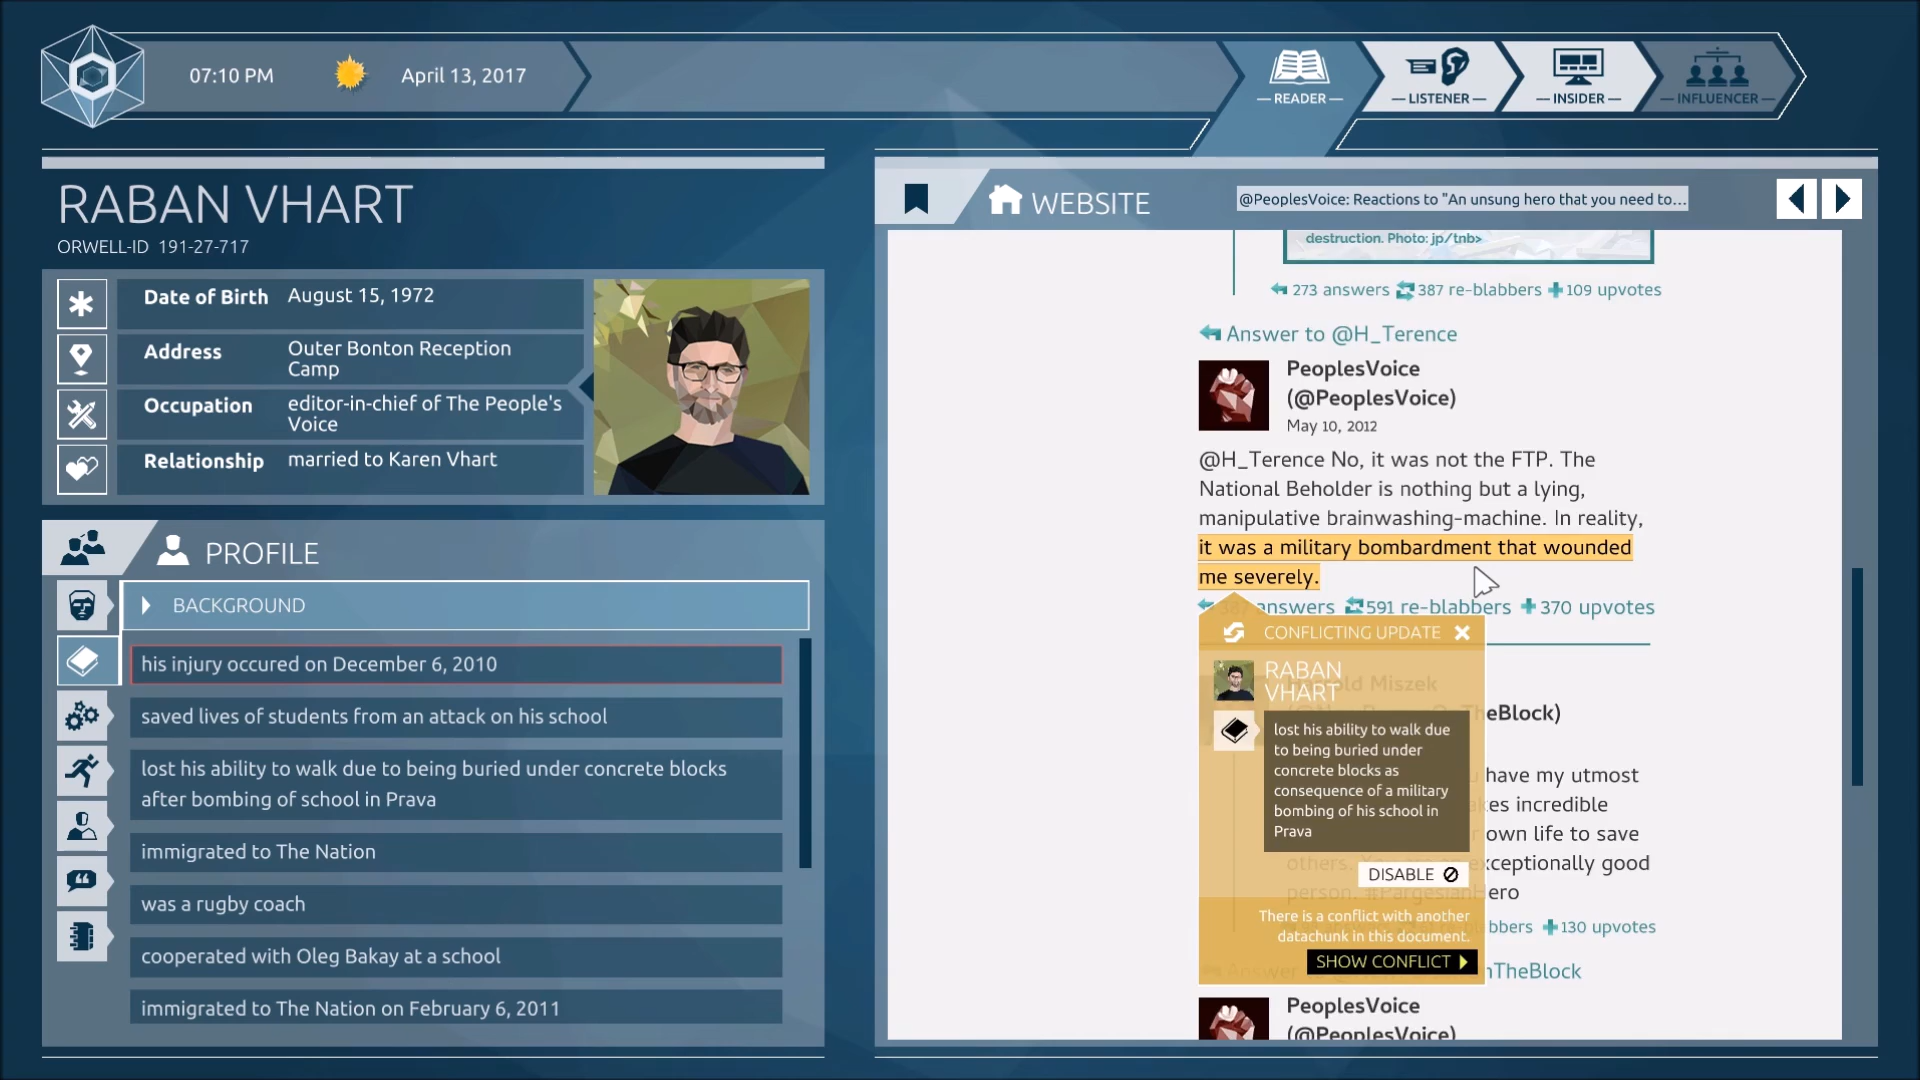 07:10 PM
April 13, 2017
READER
LISTENER
INSIDER
INFLUENCER
RABAN VHART
ORWELL-ID 191-27-717
Date of Birth August 15, 1972
Address Outer Bonton Reception
Camp
Occupation editor-in-chief of The People's
Voice
Relationship married to Karen Vhart
PROFILE
BACKGROUND
his injury occured on December 6, 2010
saved lives of students from an attack on his school
lost his ability to walk due to being buried under concrete blocks
after bombing of school in Prava
immigrated to The Nation
was a rugby coach
cooperated with Oleg Bakay at a school
immigrated to The Nation on February 6, 2011
WEBSITE
@PeoplesVoice: Reactions to "An unsung hero that you need to...
destruction. Photo: jp/tnb>
273 answers 387 re-blabbers 109 upvotes
Answer to @H_Terence
PeoplesVoice
(@PeoplesVoice)
May 10, 2012
@H_Terence No, it was not the FTP. The
National Beholder is nothing but a lying,
manipulative brainwashing-machine. In reality,
it was a military bombardment that wounded
me severely.
387 answers 591 re-blabbers 370 upvotes
CONFLICTING UPDATE
RABAN
VHART
lost his ability to walk due
to being buried under
concrete blocks as
consequence of a military
bombing of his school in
Prava
DISABLE
There is a conflict with another
datachunk in this document.
SHOW CONFLICT
Miszek
TheBlock)
have my utmost
kes incredible
own life to save
others. exceptionally good
person. #PargesianHero
bbers 130 upvotes
nTheBlock
PeoplesVoice
(@PeoplesVoice)